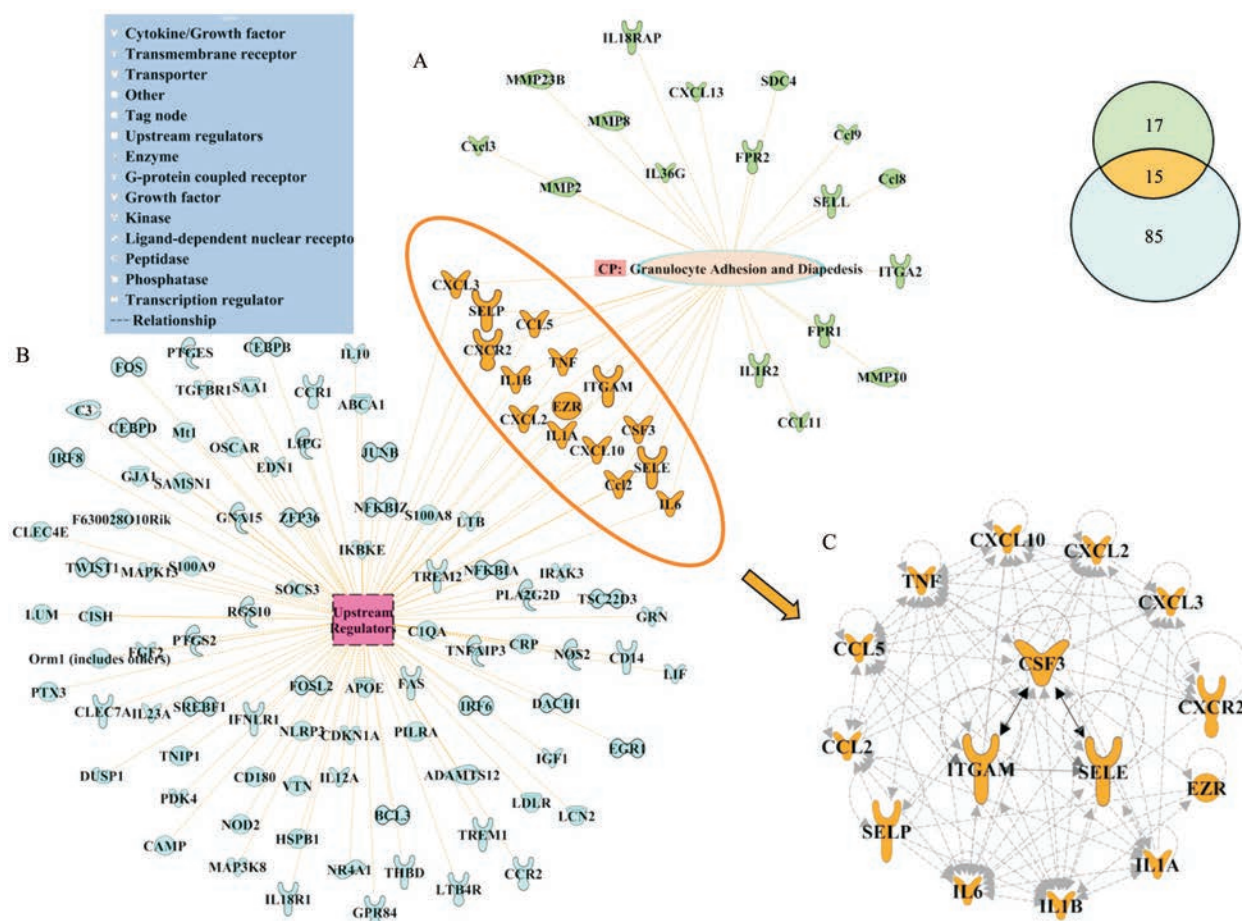 Cytokine/Growth factor
Transmembrane receptor
Transporter
Other
Tag node
Upstream regulators
Enzyme
G-protein coupled receptor
Growth factor
Kinase
Ligand-dependent nuclear recepto
Peptidase
Phosphatase
Transcription regulator
Relationship
A
IL18RAP
MMP23B
CXCL13
SDC4
MMP8
Cxcl3
Ccl9
FPR2
IL36G
MMP2
Ccl8
SELL
CP: Granulocyte Adhesion and Diapedesis
ITGA2
FPR1
IL1R2
MMP10
CCL11
17
15
85
CXCL3
SELP
CCL5
CXCR2
TNF
IL1B
ITGAM
EZR
CXCL2
IL1A
CSF3
CXCL10
SELE
Ccl2
IL6
B
PTGES
CEBPB
IL10
FOS
TGFBR1
SAA1
CCR1
ABCA1
C3
CEBPD
Mt1
OSCAR
LIPG
JUNB
IRF8
EDN1
GJA1
SAMSN1
NFKBIZ
S100A8
LTB
F630028O10Rik
GNA15
ZFP36
CLEC4E
IKBKE
TWIST1
MAPK13
S100A9
SOCS3
TREM2
NFKBIA
IRAK3
PLA2G2D
TSC22D3
LUM
CISH
RGS10
Upstream
Regulators
C1QA
GRN
PTGS2
CRP
TNFAIP3
NOS2
CD14
Orm1 (includes others)
FGF2
LIF
PTX3
FOSL2
APOE
FAS
CLEC7A
IL23A
SREBF1
IFNLR1
IRF6
DACH1
NLRP3
CDKN1A
PILRA
EGR1
TNIP1
IGF1
DUSP1
CD180
VTN
IL12A
ADAMTS12
PDK4
LDLR
LCN2
NOD2
BCL3
CAMP
HSPB1
TREM1
MAP3K8
NR4A1
THBD
CCR2
IL18R1
LTB4R
GPR84
C
CXCL10
CXCL2
TNF
CXCL3
CCL5
CSF3
CXCR2
CCL2
ITGAM
SELE
EZR
SELP
IL1A
IL6
IL1B